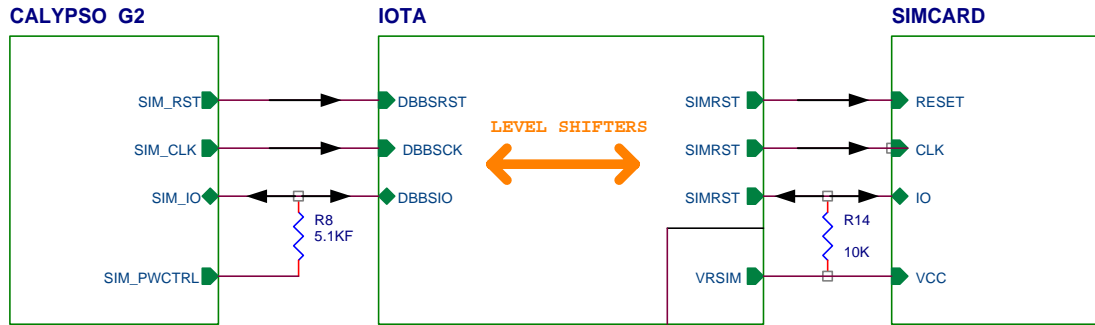 CALYPSO G2
IOTA
SIMCARD
SIM_RST
DBBSRST
SIMRST
RESET
LEVEL SHIFTERS
SIM_CLK
DBBSCK
SIMRST
CLK
SIM_IO
DBBSIO
SIMRST
IO
R8
5.1KF
R14
10K
SIM_PWCTRL
VRSIM
VCC